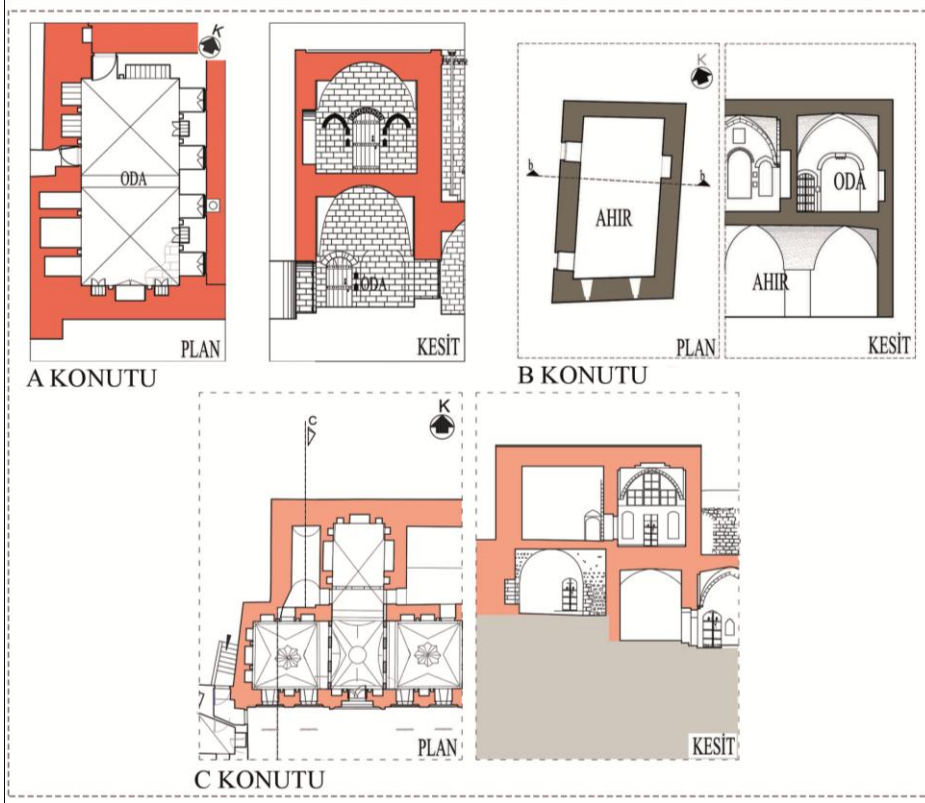 K
ODA
PLAN
ODA
KESİT
A KONUTU
K
b
b
AHIR
PLAN
ODA
AHIR
KESİT
B KONUTU
C
K
PLAN
KESİT
C KONUTU